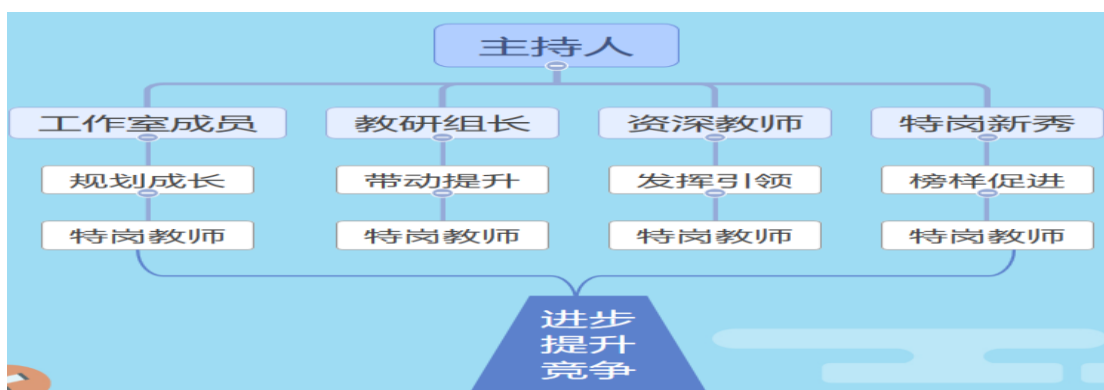 主持人
工作室成员 教研组长 资深教师 特岗新秀
规划成长 带动提升 发挥引领 榜样促进
特岗教师 特岗教师 特岗教师 特岗教师
进步
提升
竞争